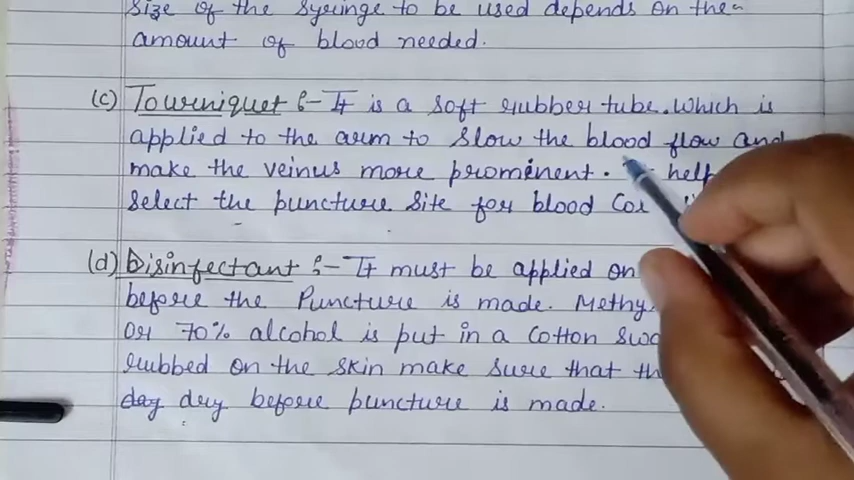 size of the syringe to be used depends on the
amount of blood needed.
(c) Tourniquet :- It is a soft rubber tube. Which is
applied to the arm to slow the blood flow and
make the veinus more prominent. help
select the puncture site for blood
(d) Disinfectant :- It must be applied on
before the Puncture is made.
or 70% alcohol is put in a cotton
rubbed on the skin make sure that
day dry before puncture is made.